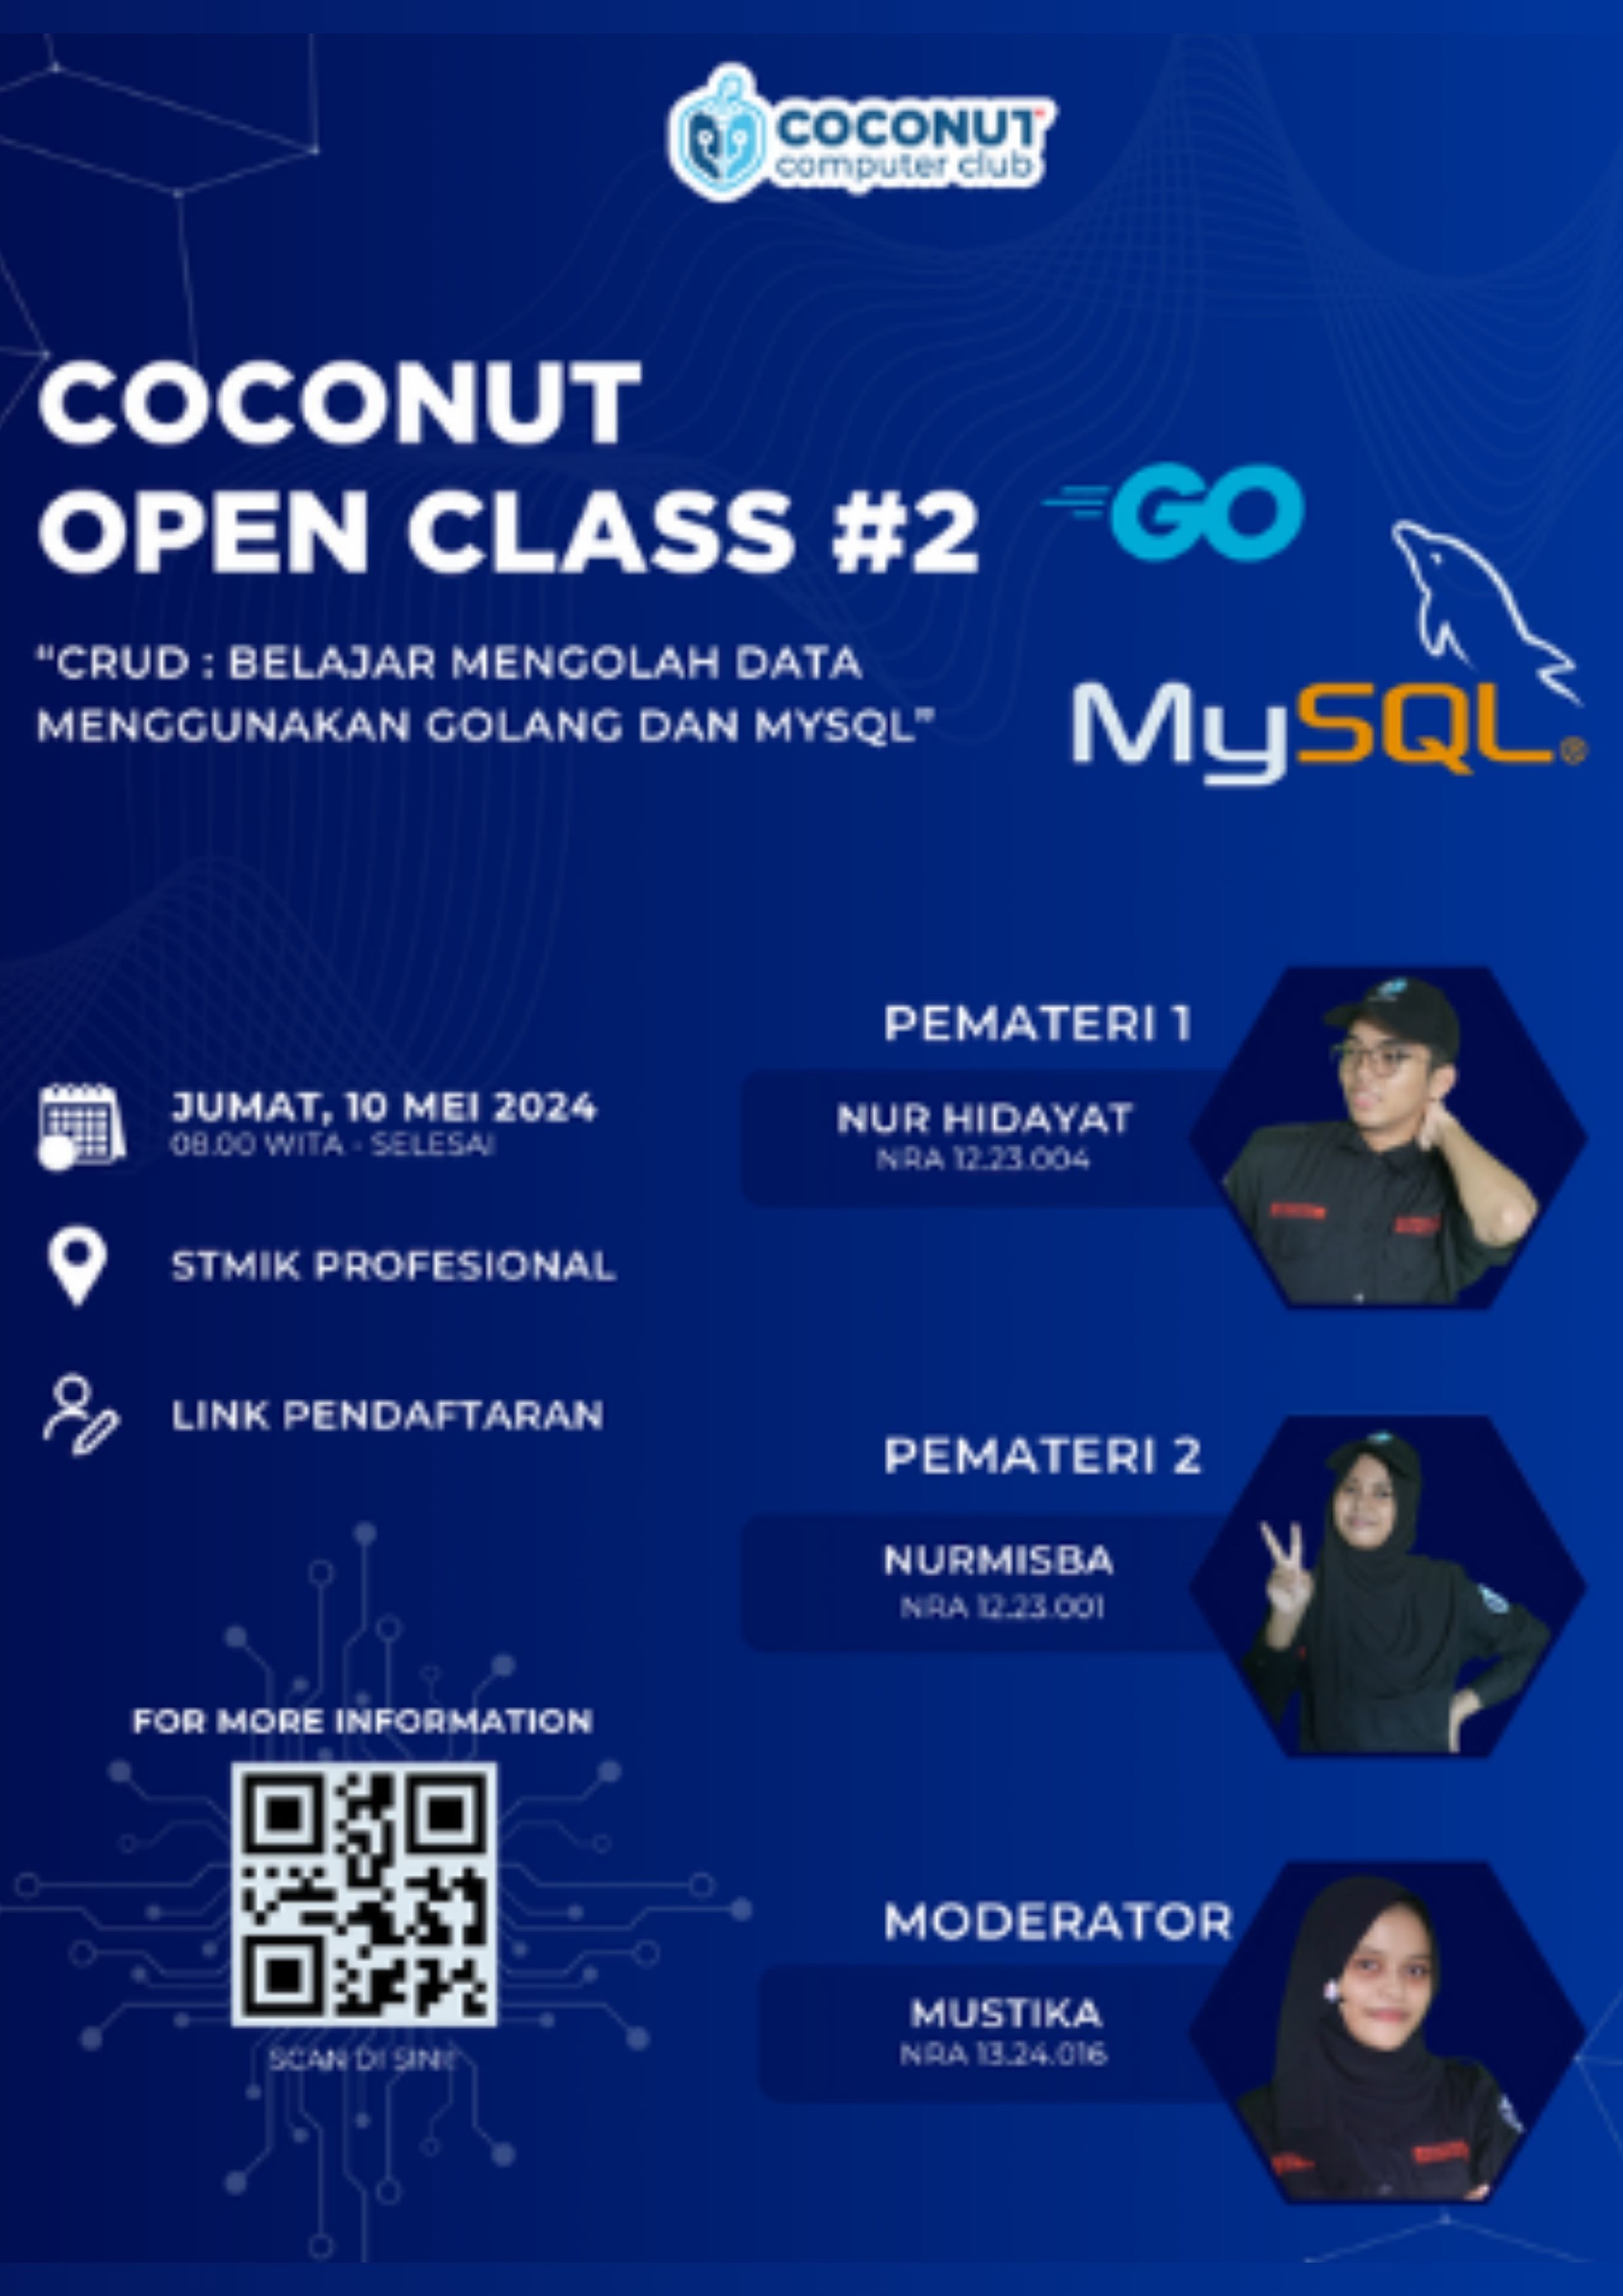 COCONUT
computer club
COCONUT
OPEN CLASS #2
GO
“CRUD : BELAJAR MENGOLAH DATA
MENGGUNAKAN GOLANG DAN MYSQL”
MySQL®
JUMAT, 10 MEI 2024
08.00 WITA - SELESAI
STMIK PROFESIONAL
LINK PENDAFTARAN
FOR MORE INFORMATION
SCAN DI SINI!
PEMATERI 1
NUR HIDAYAT
NRA 12.23.004
PEMATERI 2
NURMISBA
NRA 12.23.001
MODERATOR
MUSTIKA
NRA 13.24.016